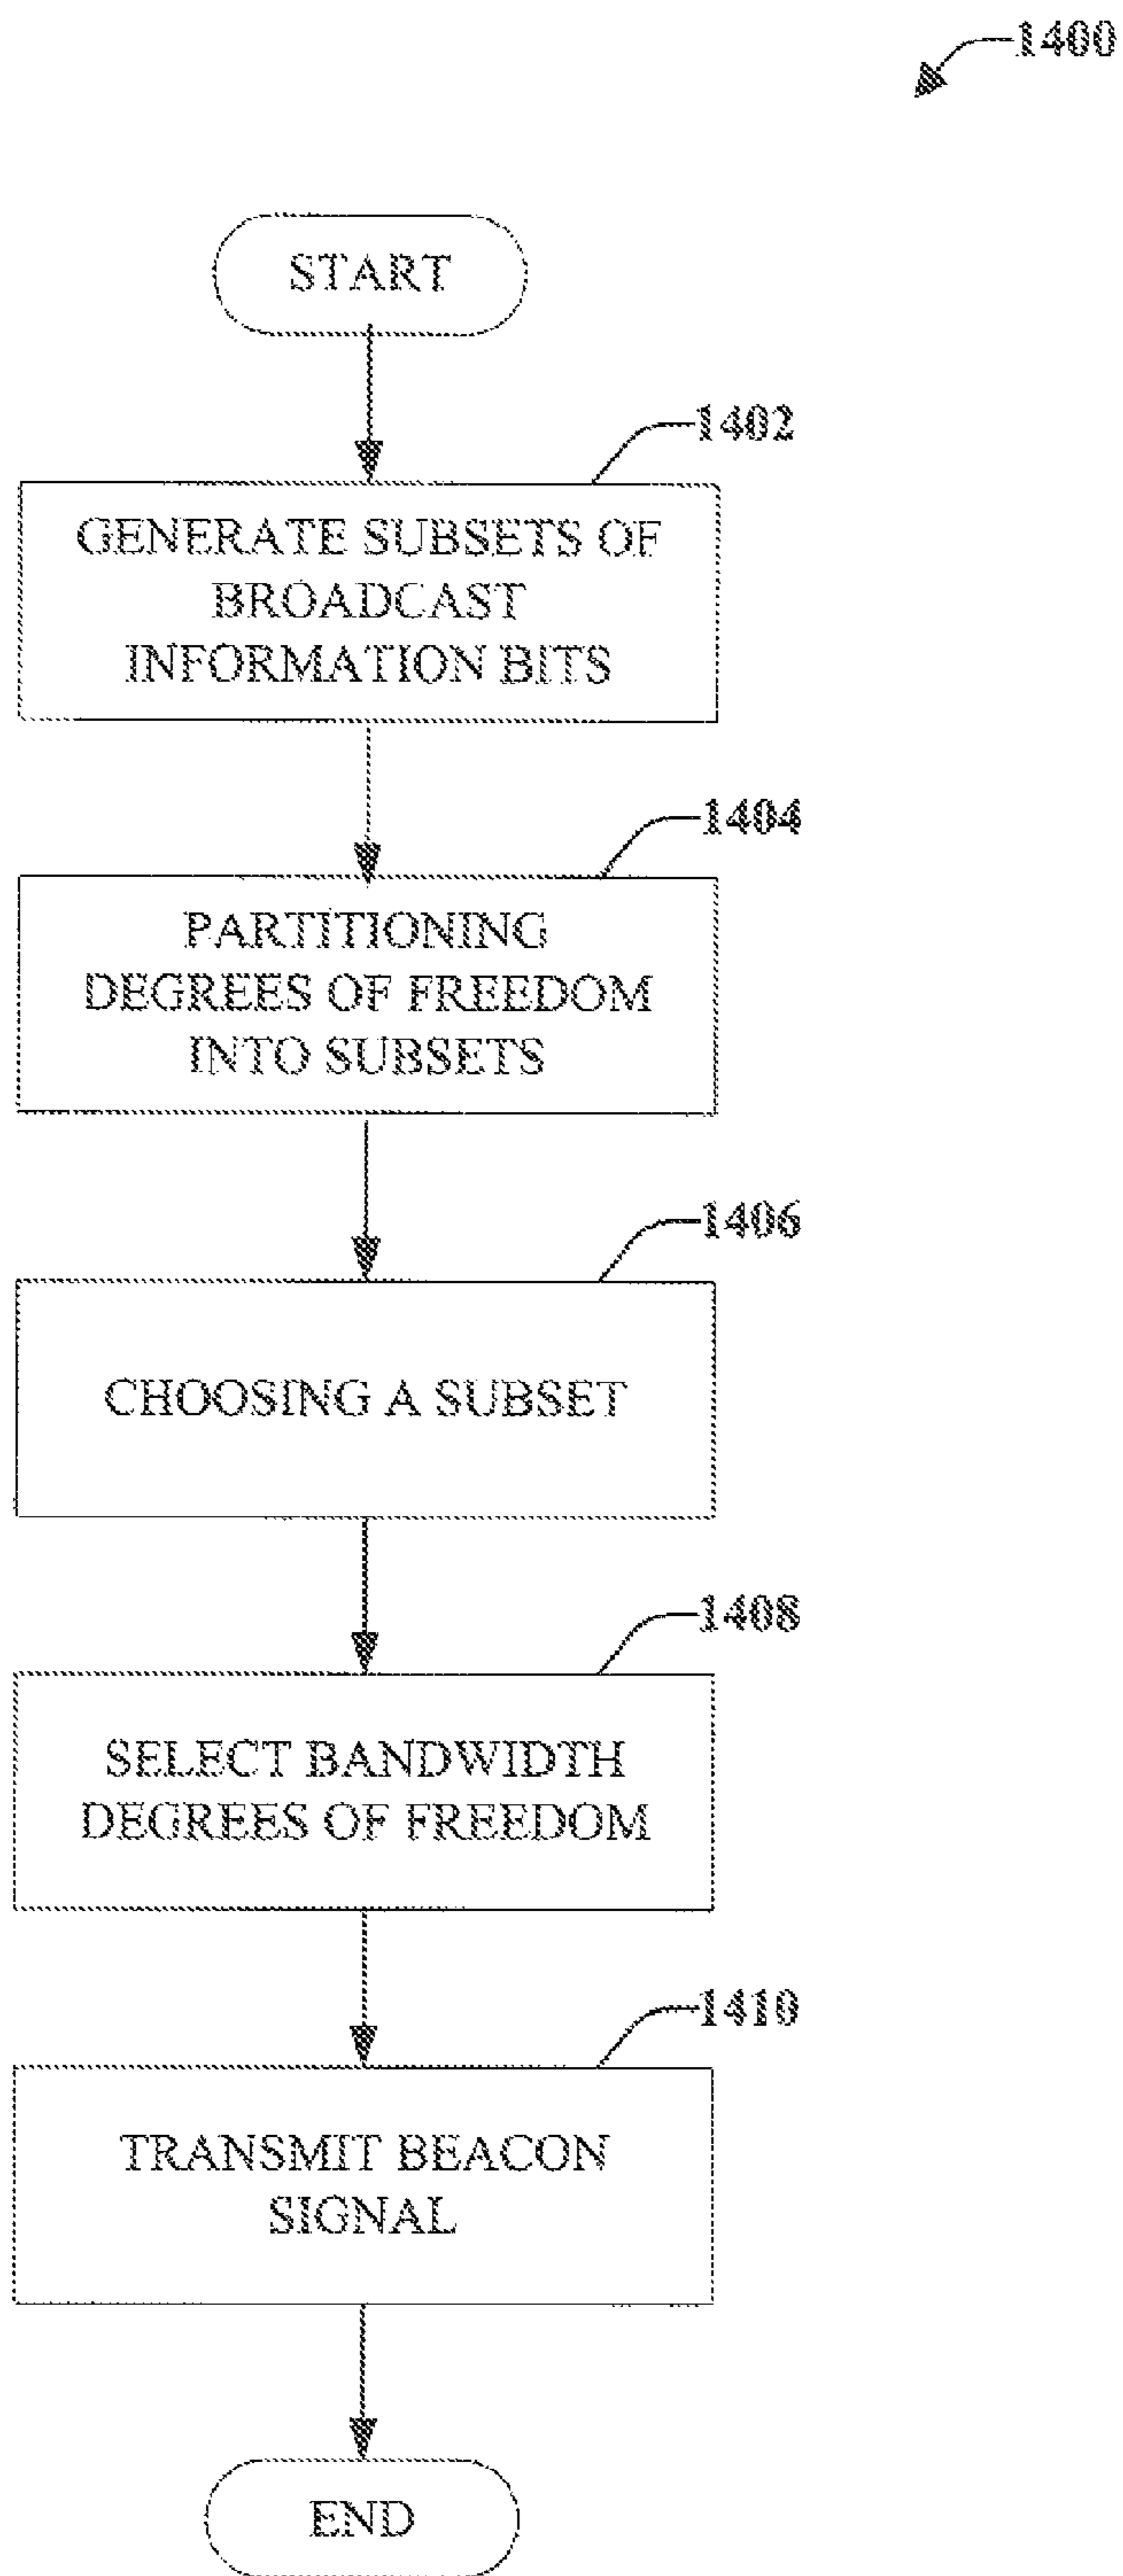 1400
START
1402
GENERATE SUBSETS OF
BROADCAST
INFORMATION BITS
1404
PARTITIONING
DEGREES OF FREEDOM
INTO SUBSETS
1406
CHOOSING A SUBSET
1408
SELECT BANDWIDTH
DEGREES OF FREEDOM
1410
TRANSMIT BEACON
SIGNAL
END